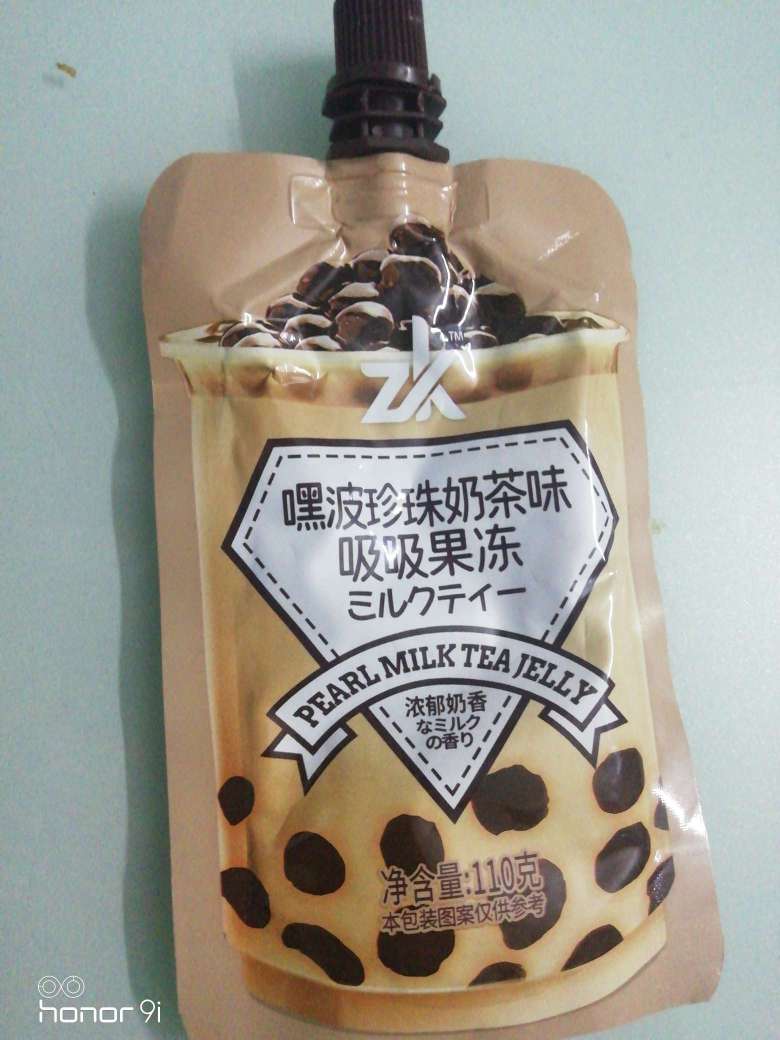 zk™
嘿波珍珠奶茶味
吸吸果冻
ミルクティー
PEARL MILK TEA JELLY
浓郁奶香
なミルク
の香り
净含量:110克
本包装图案仅供参考
honor 9i